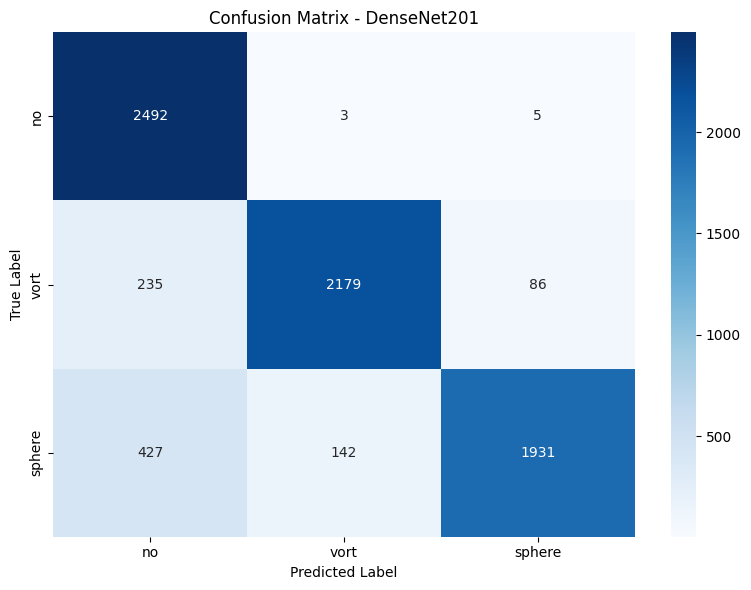 Confusion Matrix - DenseNet201
True Label
no
2492 3 5
2000
vort
235 2179 86
1500
1000
sphere
427 142 1931
500
no vort sphere
Predicted Label